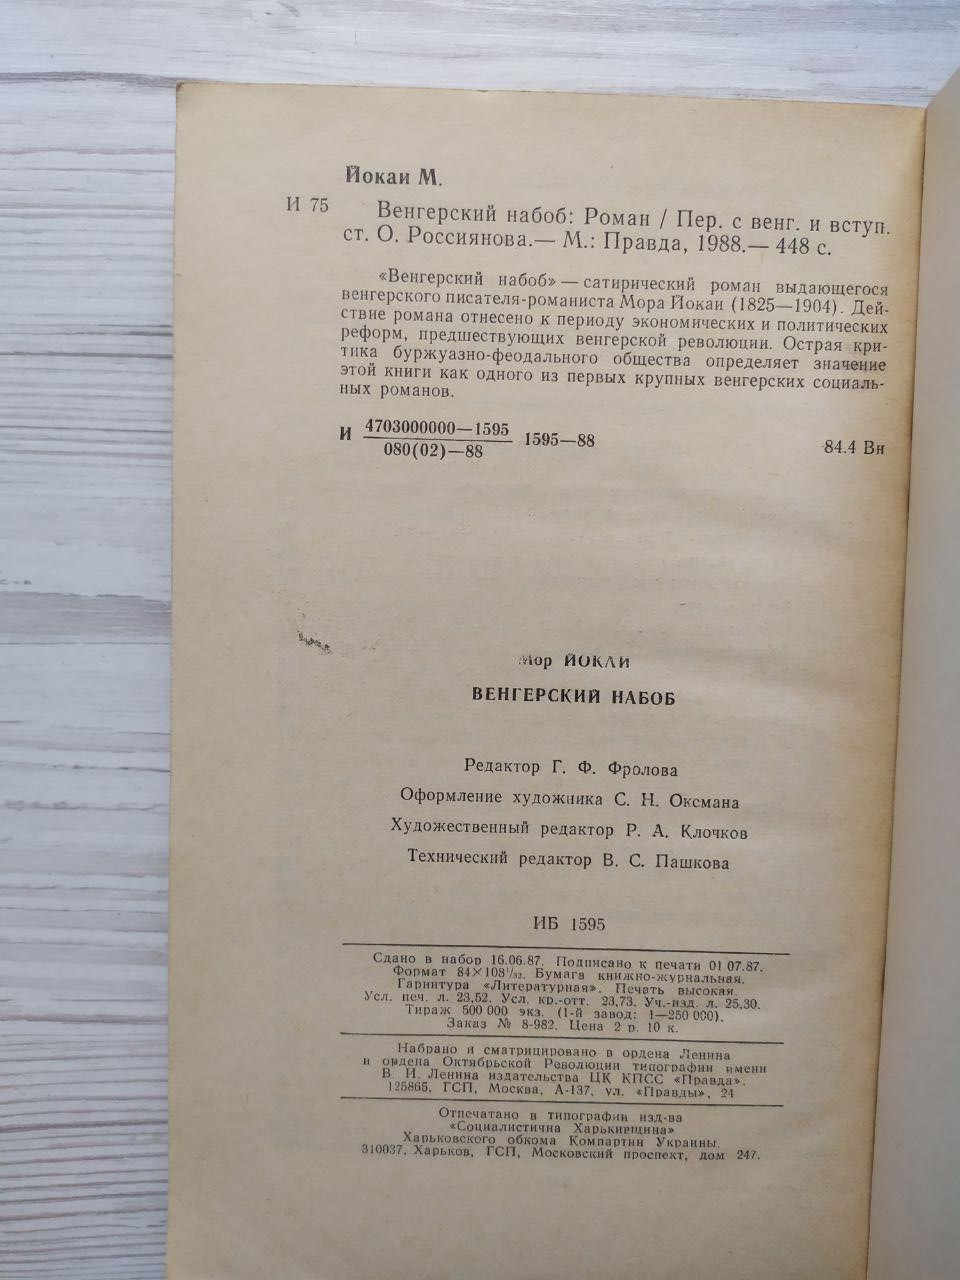 Йокаи М.
И 75
Венгерский набоб: Роман / Пер. с венг. и вступ.
ст. О. Россиянова.— М.: Правда, 1988.— 448 с.
«Венгерский набоб» — сатирический роман выдающегося
венгерского писателя-романиста Мора Йокаи (1825—1904). Дей-
ствие романа отнесено к периоду экономических и политических
реформ, предшествующих венгерской революции. Острая кри-
тика буржуазно-феодального общества определяет значение
этой книги как одного из первых крупных венгерских социаль-
ных романов.
И 4703000000—1595 1595—88 84.4 Вн
080(02)—88
Мор ЙОКАИ
ВЕНГЕРСКИЙ НАБОБ
Редактор Г. Ф. Фролова
Оформление художника С. Н. Оксмана
Художественный редактор Р. А. Клочков
Технический редактор В. С. Пашкова
ИБ 1595
Сдано в набор 16.06.87. Подписано к печати 01 07.87.
Формат 84×108¹/₃₂. Бумага книжно-журнальная.
Гарнитура «Литературная». Печать высокая.
Усл. печ. л. 23,52. Усл. кр.-отт. 23,73. Уч.-изд. л. 25,30.
Тираж 500 000 экз. (1-й завод: 1—250 000).
Заказ № 8-982. Цена 2 р. 10 к.
Набрано и сматрицировано в ордена Ленина
и ордена Октябрьской Революции типографии имени
В. И. Ленина издательства ЦК КПСС «Правда».
125865, ГСП, Москва, А-137, ул. «Правды», 24
Отпечатано в типографии изд-ва
«Социалистична Харькивщина»
Харьковского обкома Компартии Украины.
310037. Харьков, ГСП, Московский проспект, дом 247.